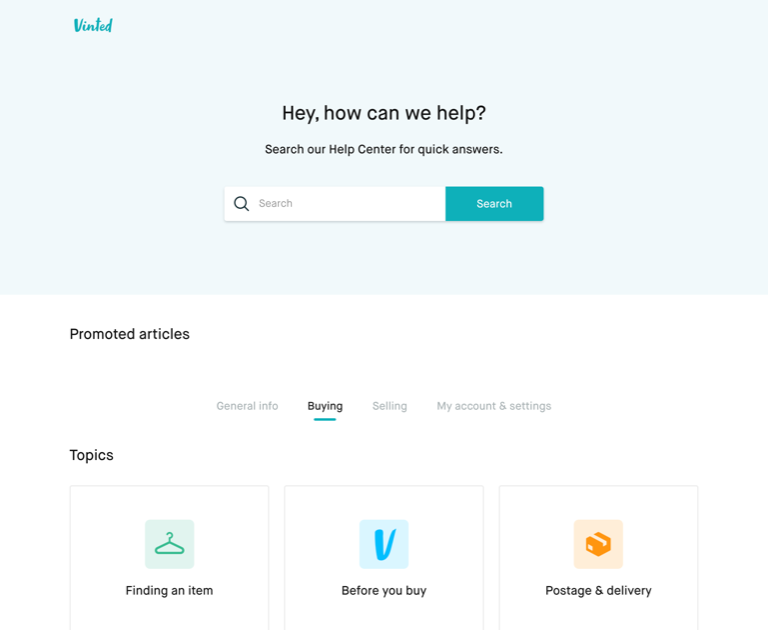 Vinted
Hey, how can we help?
Search our Help Center for quick answers.
Search Search
Promoted articles
General info Buying Selling My account & settings
Topics
V
Finding an item Before you buy Postage & delivery